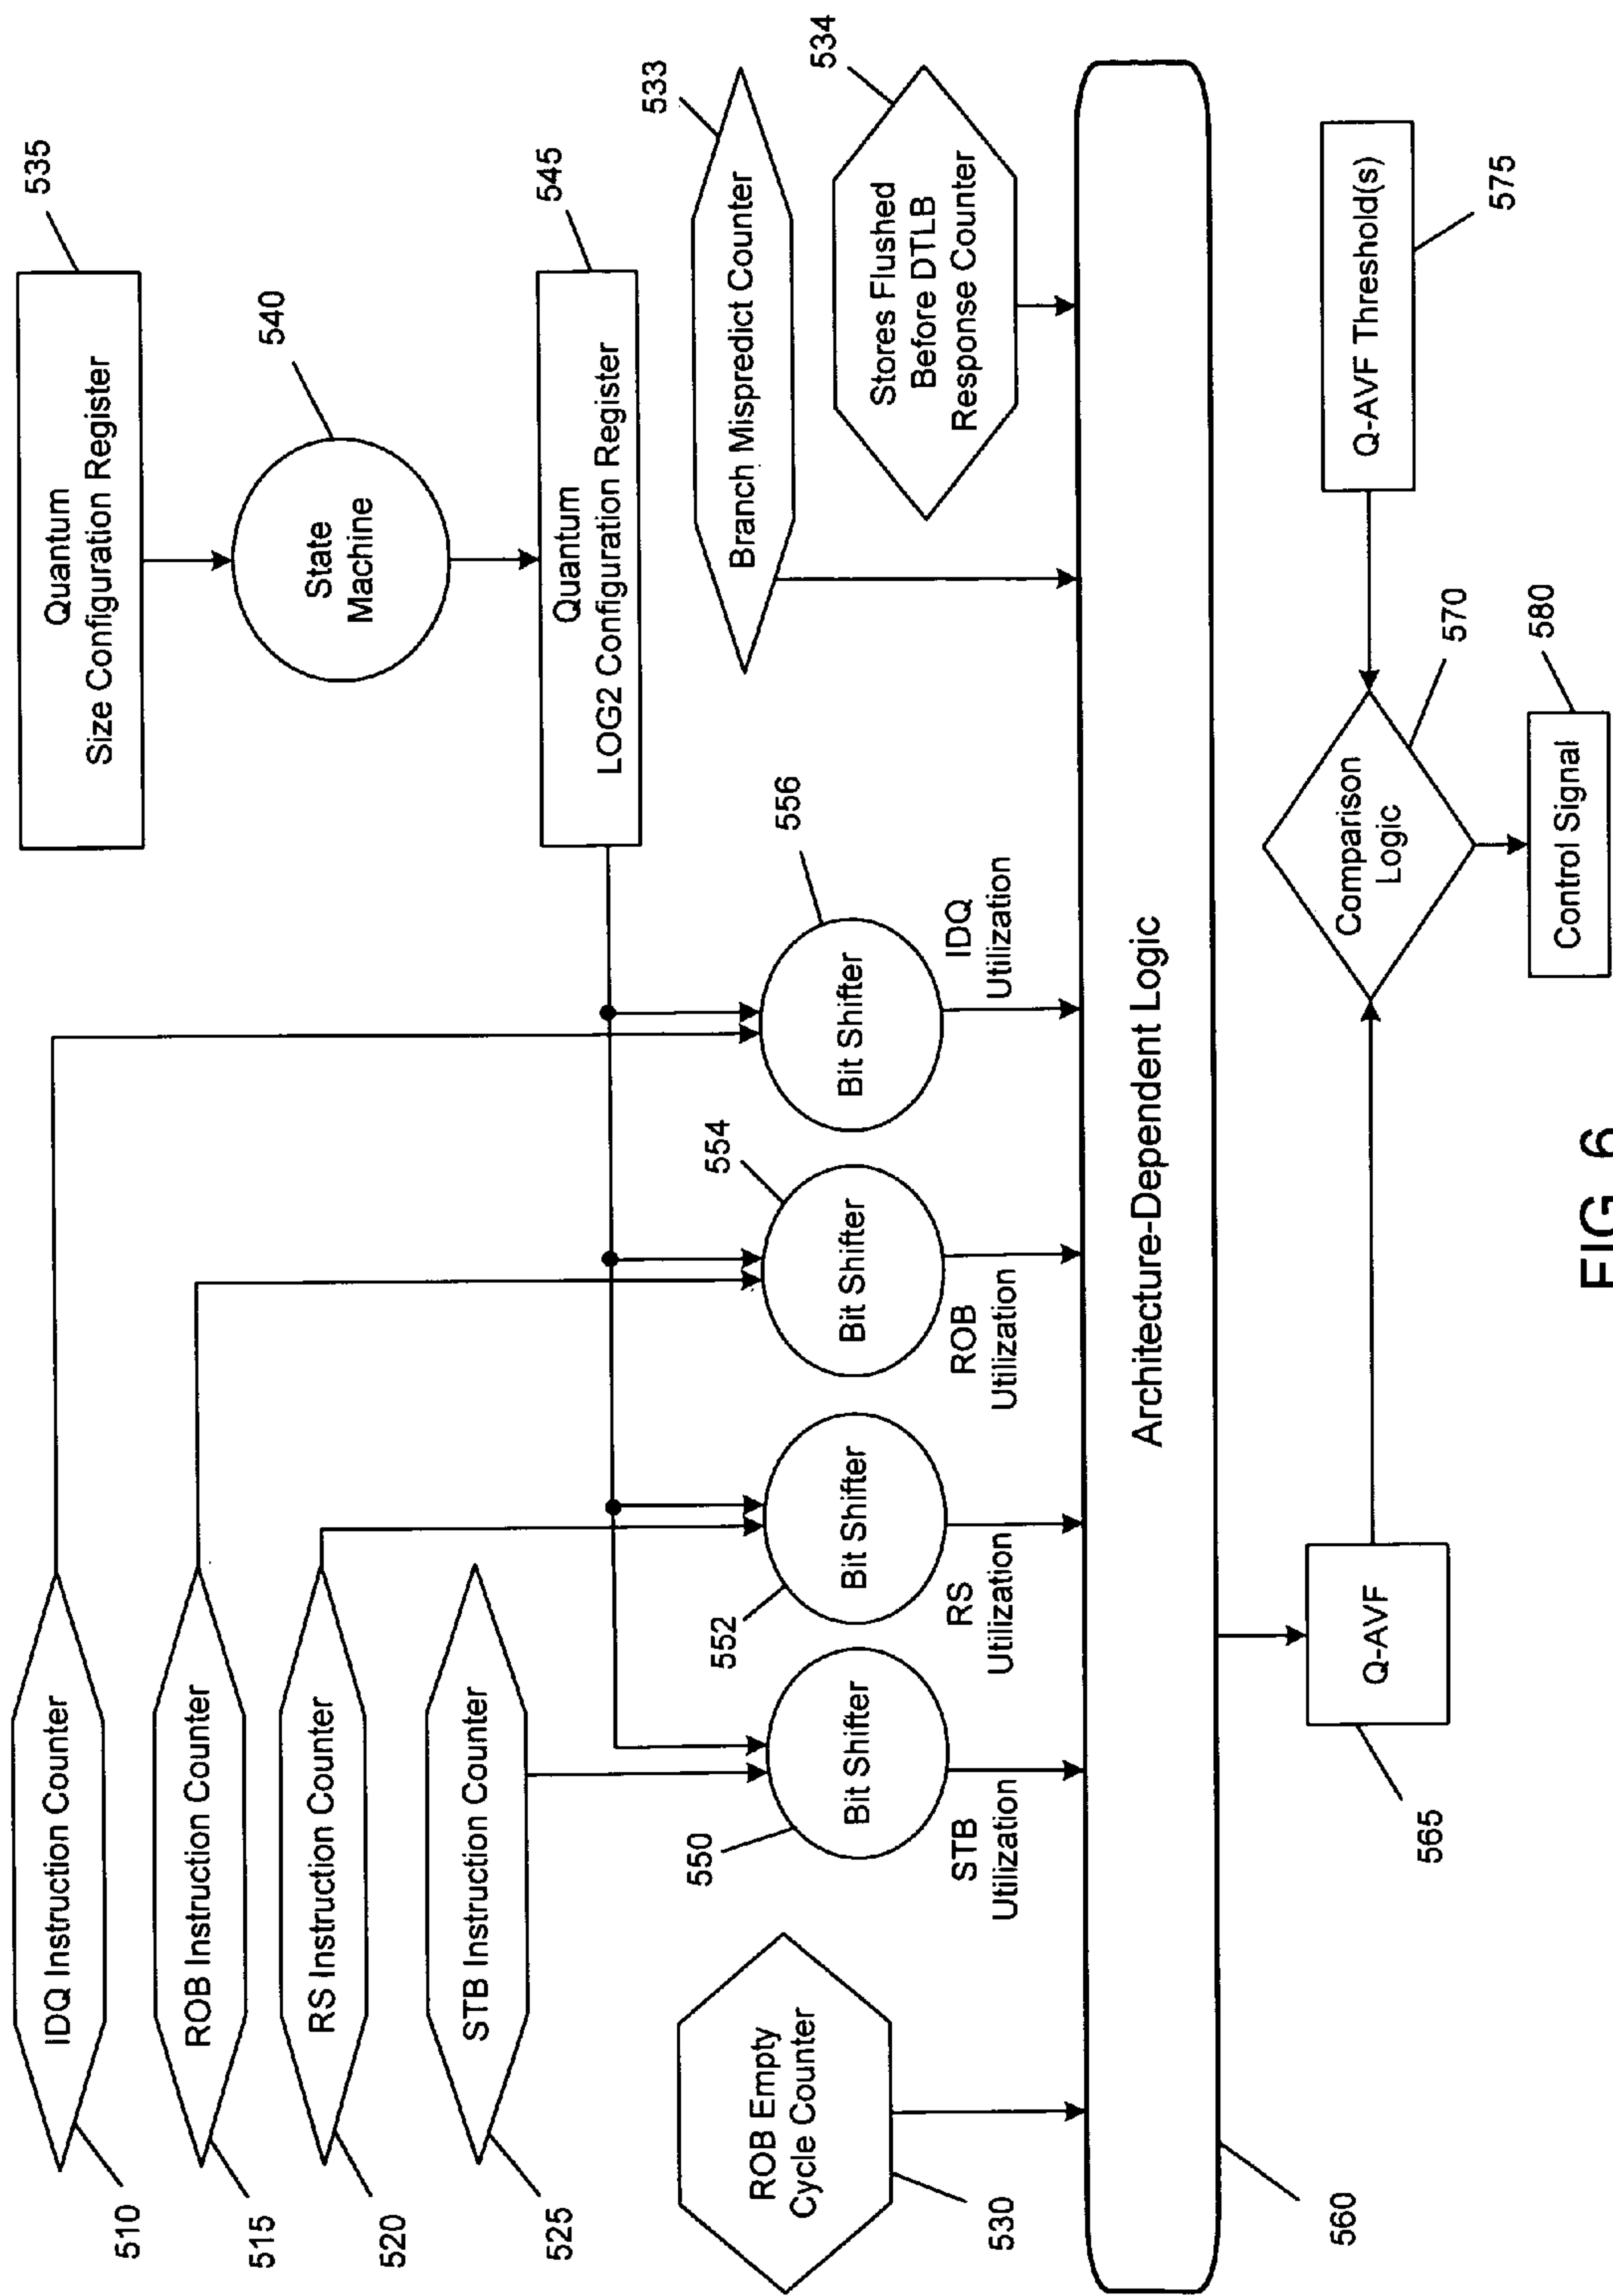 510
IDQ Instruction Counter
515
ROB Instruction Counter
520
RS Instruction Counter
525
STB Instruction Counter
Quantum
Size Configuration Register
535
State
Machine
540
Quantum
LOG2 Configuration Register
545
ROB Empty
Cycle Counter
530
Bit Shifter
550
STB
Utilization
Bit Shifter
552
RS
Utilization
Bit Shifter
554
ROB
Utilization
Bit Shifter
556
IDQ
Utilization
Branch Mispredict Counter
533
Stores Flushed
Before DTLB
Response Counter
534
Architecture-Dependent Logic
560
Q-AVF
565
Comparison
Logic
570
Q-AVF Threshold(s)
575
Control Signal
580
FIG. 6